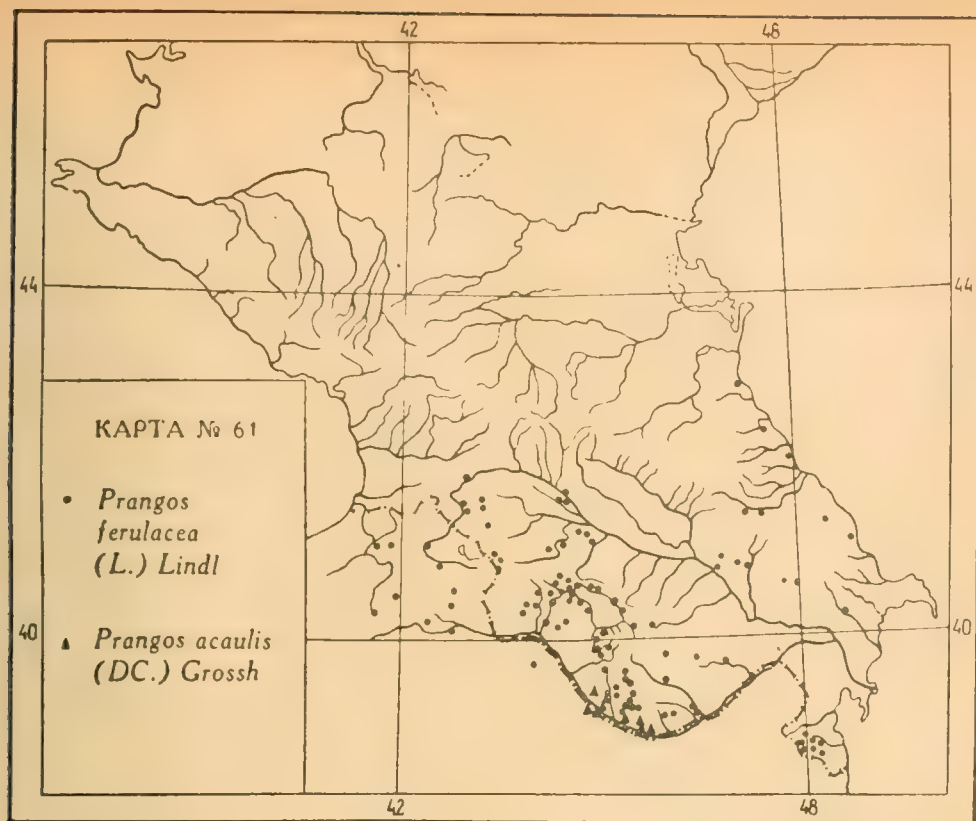 42 48
44 44
КАРТА № 61
• Prangos
ferulacea
(L.) Lindl
40 40
▲ Prangos acaulis
(DC.) Grossh
42 48